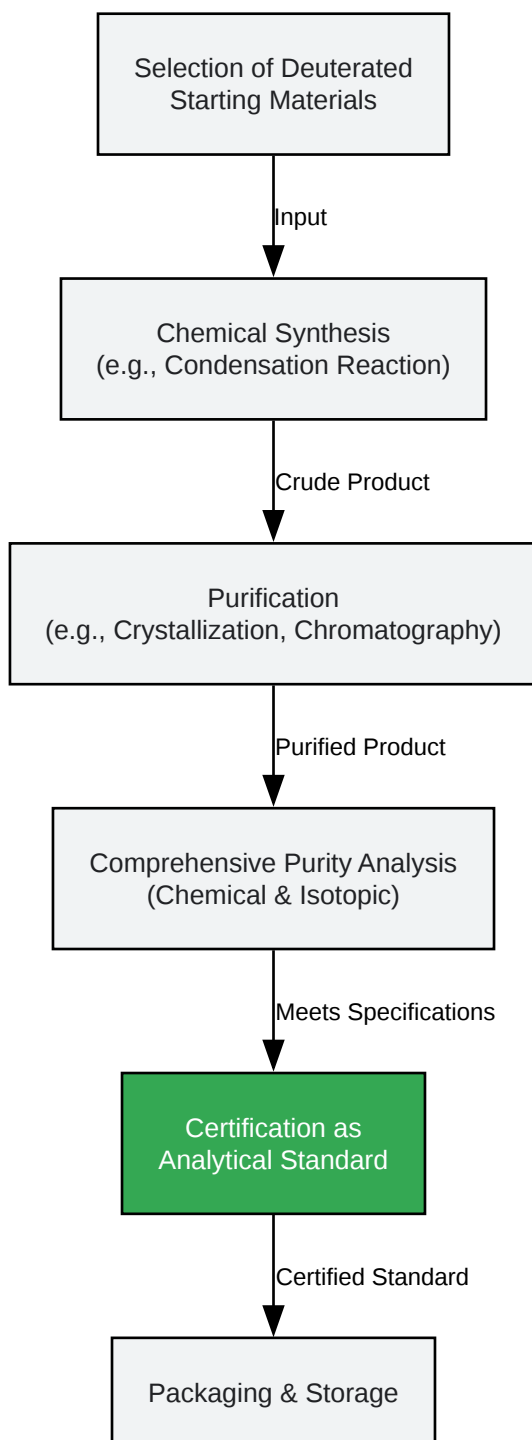 Selection of Deuterated
Starting Materials
Input
Chemical Synthesis
(e.g., Condensation Reaction)
Crude Product
Purification
(e.g., Crystallization, Chromatography)
Purified Product
Comprehensive Purity Analysis
(Chemical & Isotopic)
Meets Specifications
Certification as
Analytical Standard
Certified Standard
Packaging & Storage